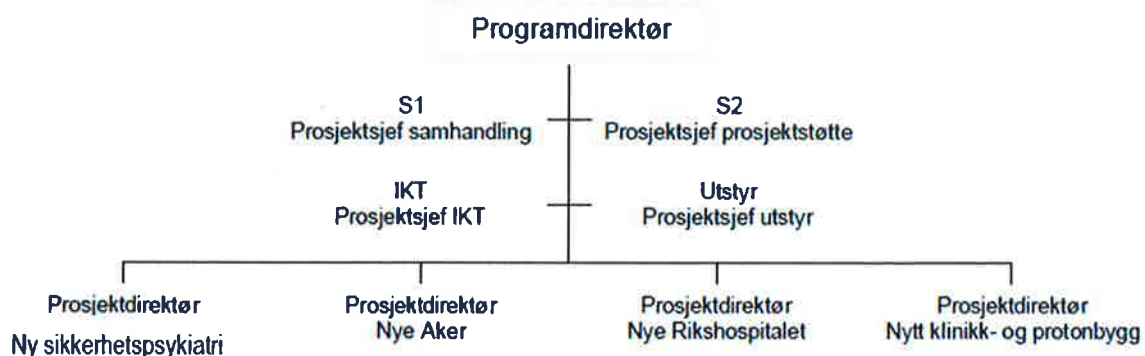 Programdirektør
S1
Prosjektsjef samhandling
S2
Prosjektsjef prosjektstøtte
IKT
Prosjektsjef IKT
Utstyr
Prosjektsjef utstyr
Prosjektdirektør
Ny sikkerhetspsykiatri
Prosjektdirektør
Nye Aker
Prosjektdirektør
Nye Rikshospitalet
Prosjektdirektør
Nytt klinikk- og protonbygg